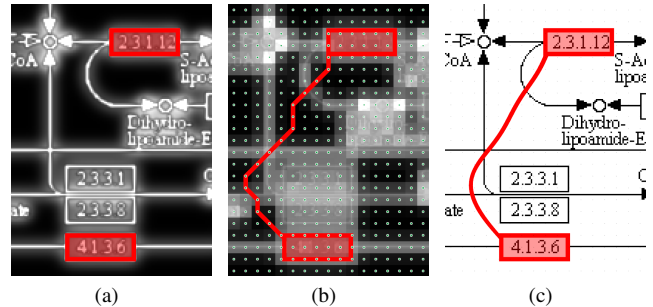 2.3.1.12
CoA
S-Ac
lipoam
Dihydro-
lipoamide-E
2.3.3.1
2.3.3.8
ate
4.1.3.6
2.3.1.12
CoA
S-A
lipoa
Dihydro-
lipoamide-E
2.3.3.1
2.3.3.8
ate
4.1.3.6
(a)
(b)
(c)